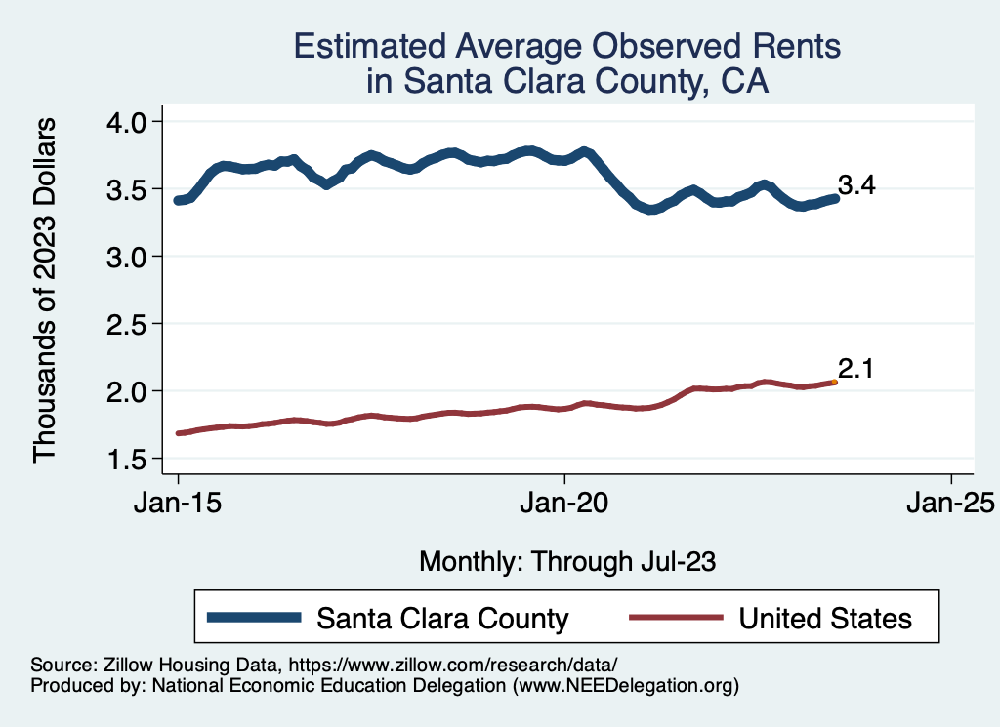 Estimated Average Observed Rents
in Santa Clara County, CA
Thousands of 2023 Dollars
4.0
3.5
3.0
2.5
2.0
1.5
3.4
2.1
Jan-15
Jan-20
Jan-25
Monthly: Through Jul-23
Santa Clara County
United States
Source: Zillow Housing Data, https://www.zillow.com/research/data/
Produced by: National Economic Education Delegation (www.NEEDelegation.org)